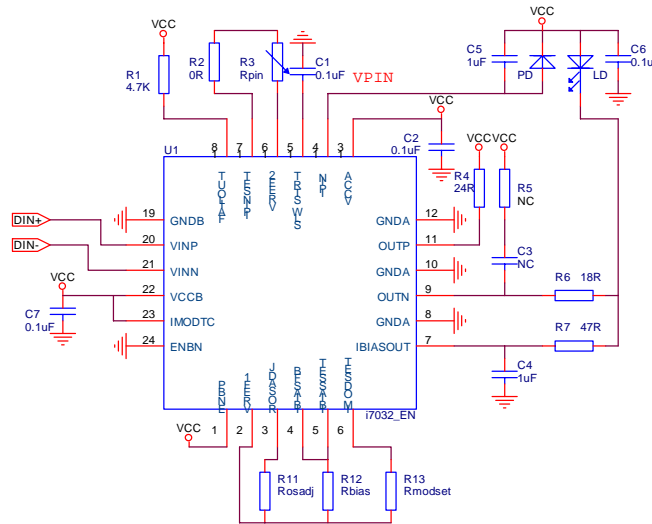 VCC
VCC
VCC
R1
4.7K
R2
0R
R3
Rpin
C1
0.1uF
VPIN
C5
1uF
PD
LD
C6
0.1u
VCC
C2
0.1uF
VCC
VCC
R4
24R
R5
NC
U1
8
7
6
5
4
3
DIN+
DIN-
19
GNDB
20
VINP
21
VINN
22
VCCB
23
IMODTC
24
ENBN
GNDA
12
OUTP
11
GNDA
10
OUTN
9
GNDA
8
IBIASOUT
7
C3
NC
R6
18R
R7
47R
C4
1uF
C7
0.1uF
i7032_EN
VCC
1
2
3
4
5
6
R11
Rosadj
R12
Rbias
R13
Rmodset